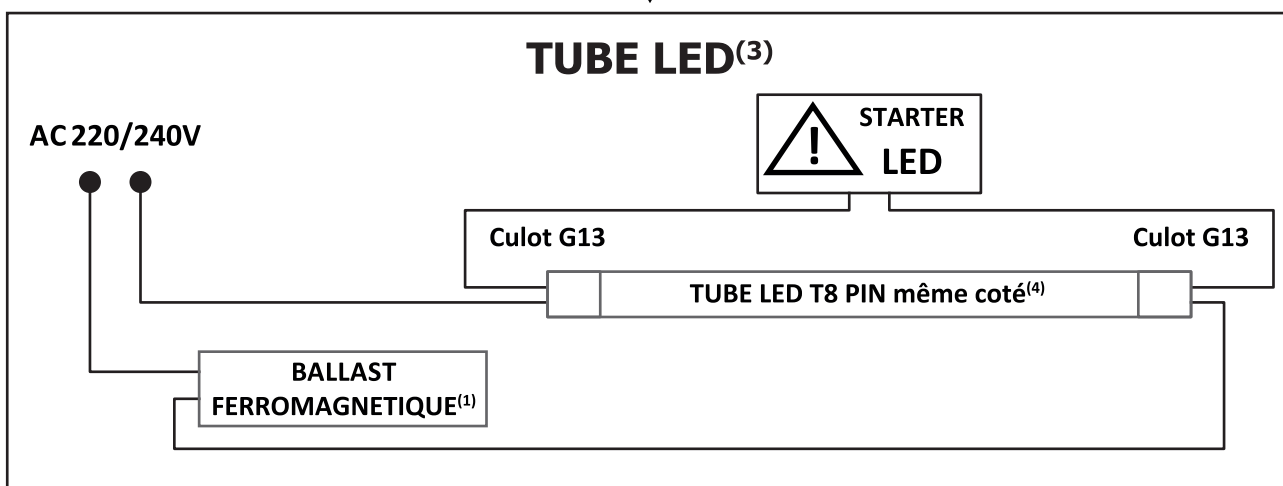 TUBE LED(3)
AC 220/240V
STARTER
LED
Culot G13
Culot G13
TUBE LED T8 PIN même coté(4)
BALLAST
FERROMAGNETIQUE(1)